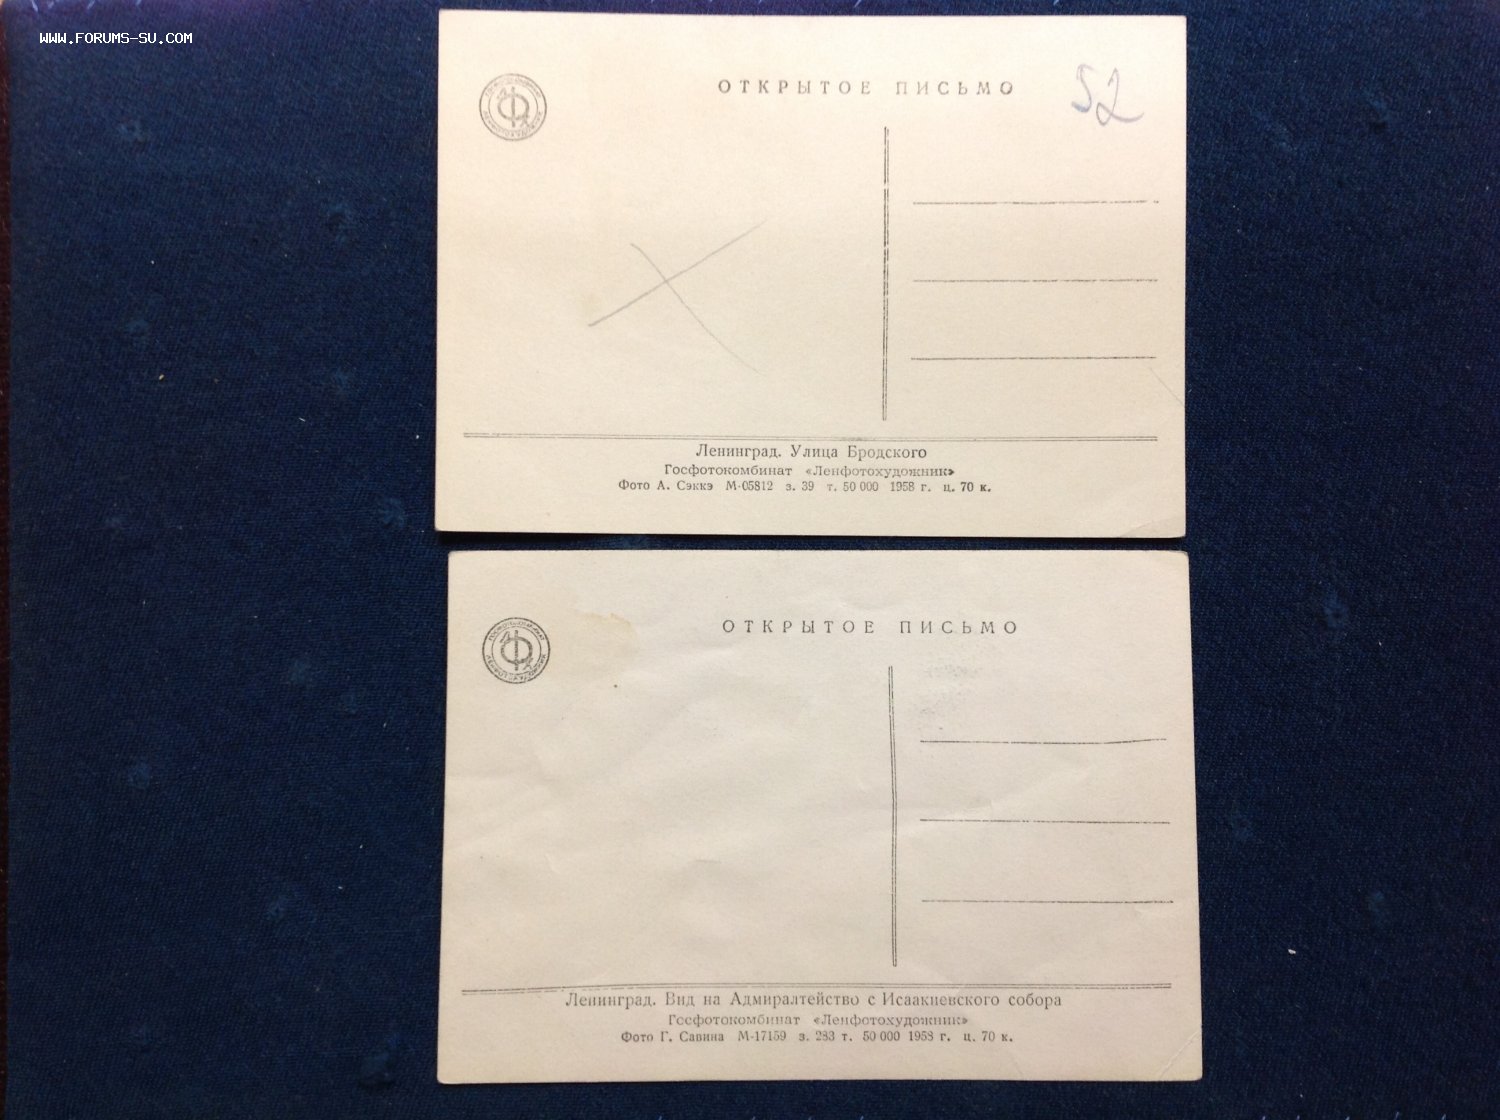 WWW.FORUMS-SU.COM
ОТКРЫТОЕ ПИСЬМО
52
Ленинград. Улица Бродского
Госфотокомбинат «Ленфотохудожник»
Фото А. Сэккэ М-05812 з. 39 т. 50 000 1958 г. ц. 70 к.
ОТКРЫТОЕ ПИСЬМО
Ленинград. Вид на Адмиралтейство с Исаакиевского собора
Госфотокомбинат «Ленфотохудожник»
Фото Г. Савина М-17159 з. 283 т. 50 000 1958 г. ц. 70 к.